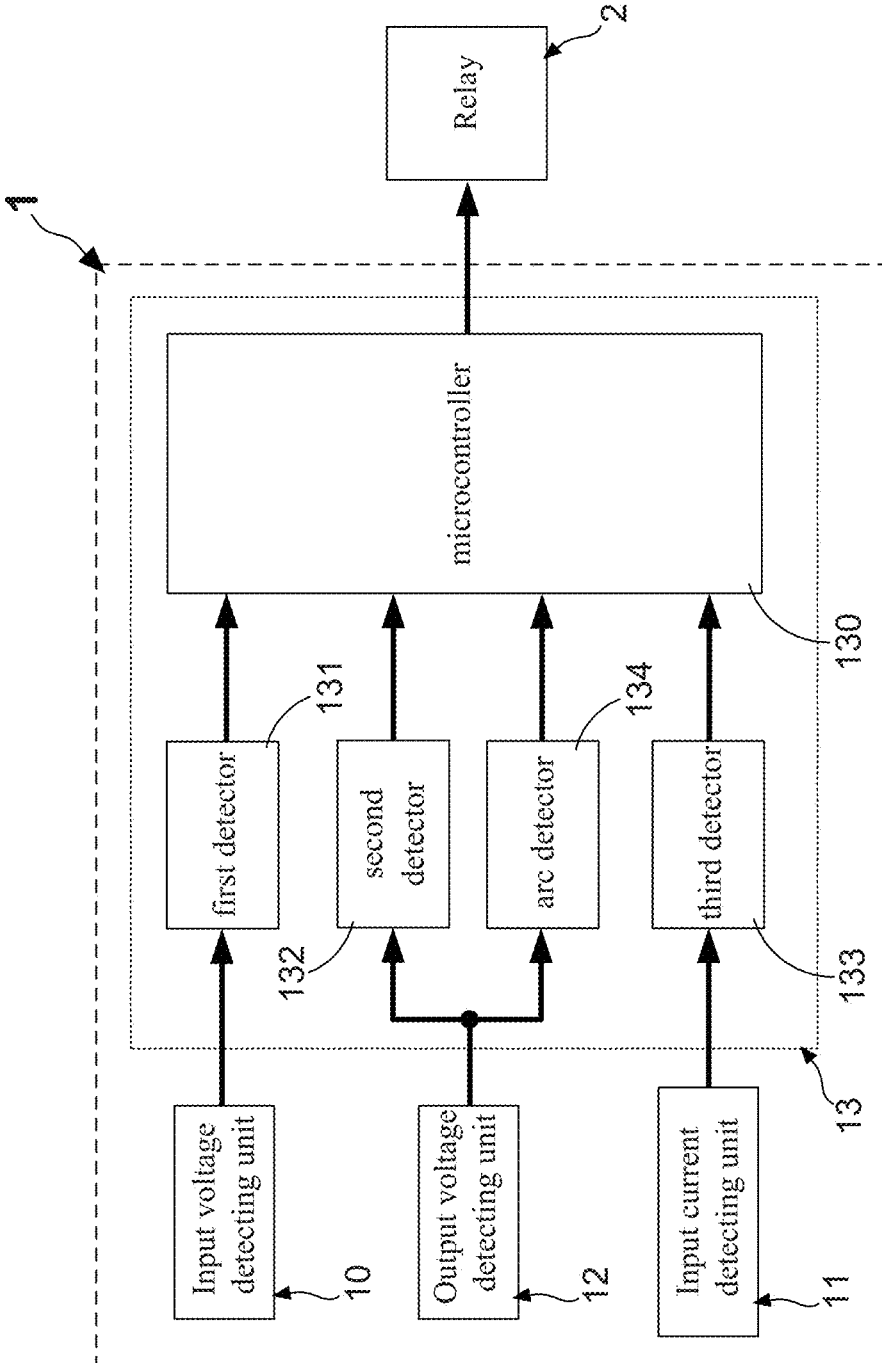 1
Input voltage
detecting unit
10
first detector
131
Output voltage
detecting unit
12
second
detector
132
arc detector
134
Input current
detecting unit
11
third detector
133
13
microcontroller
130
Relay
2